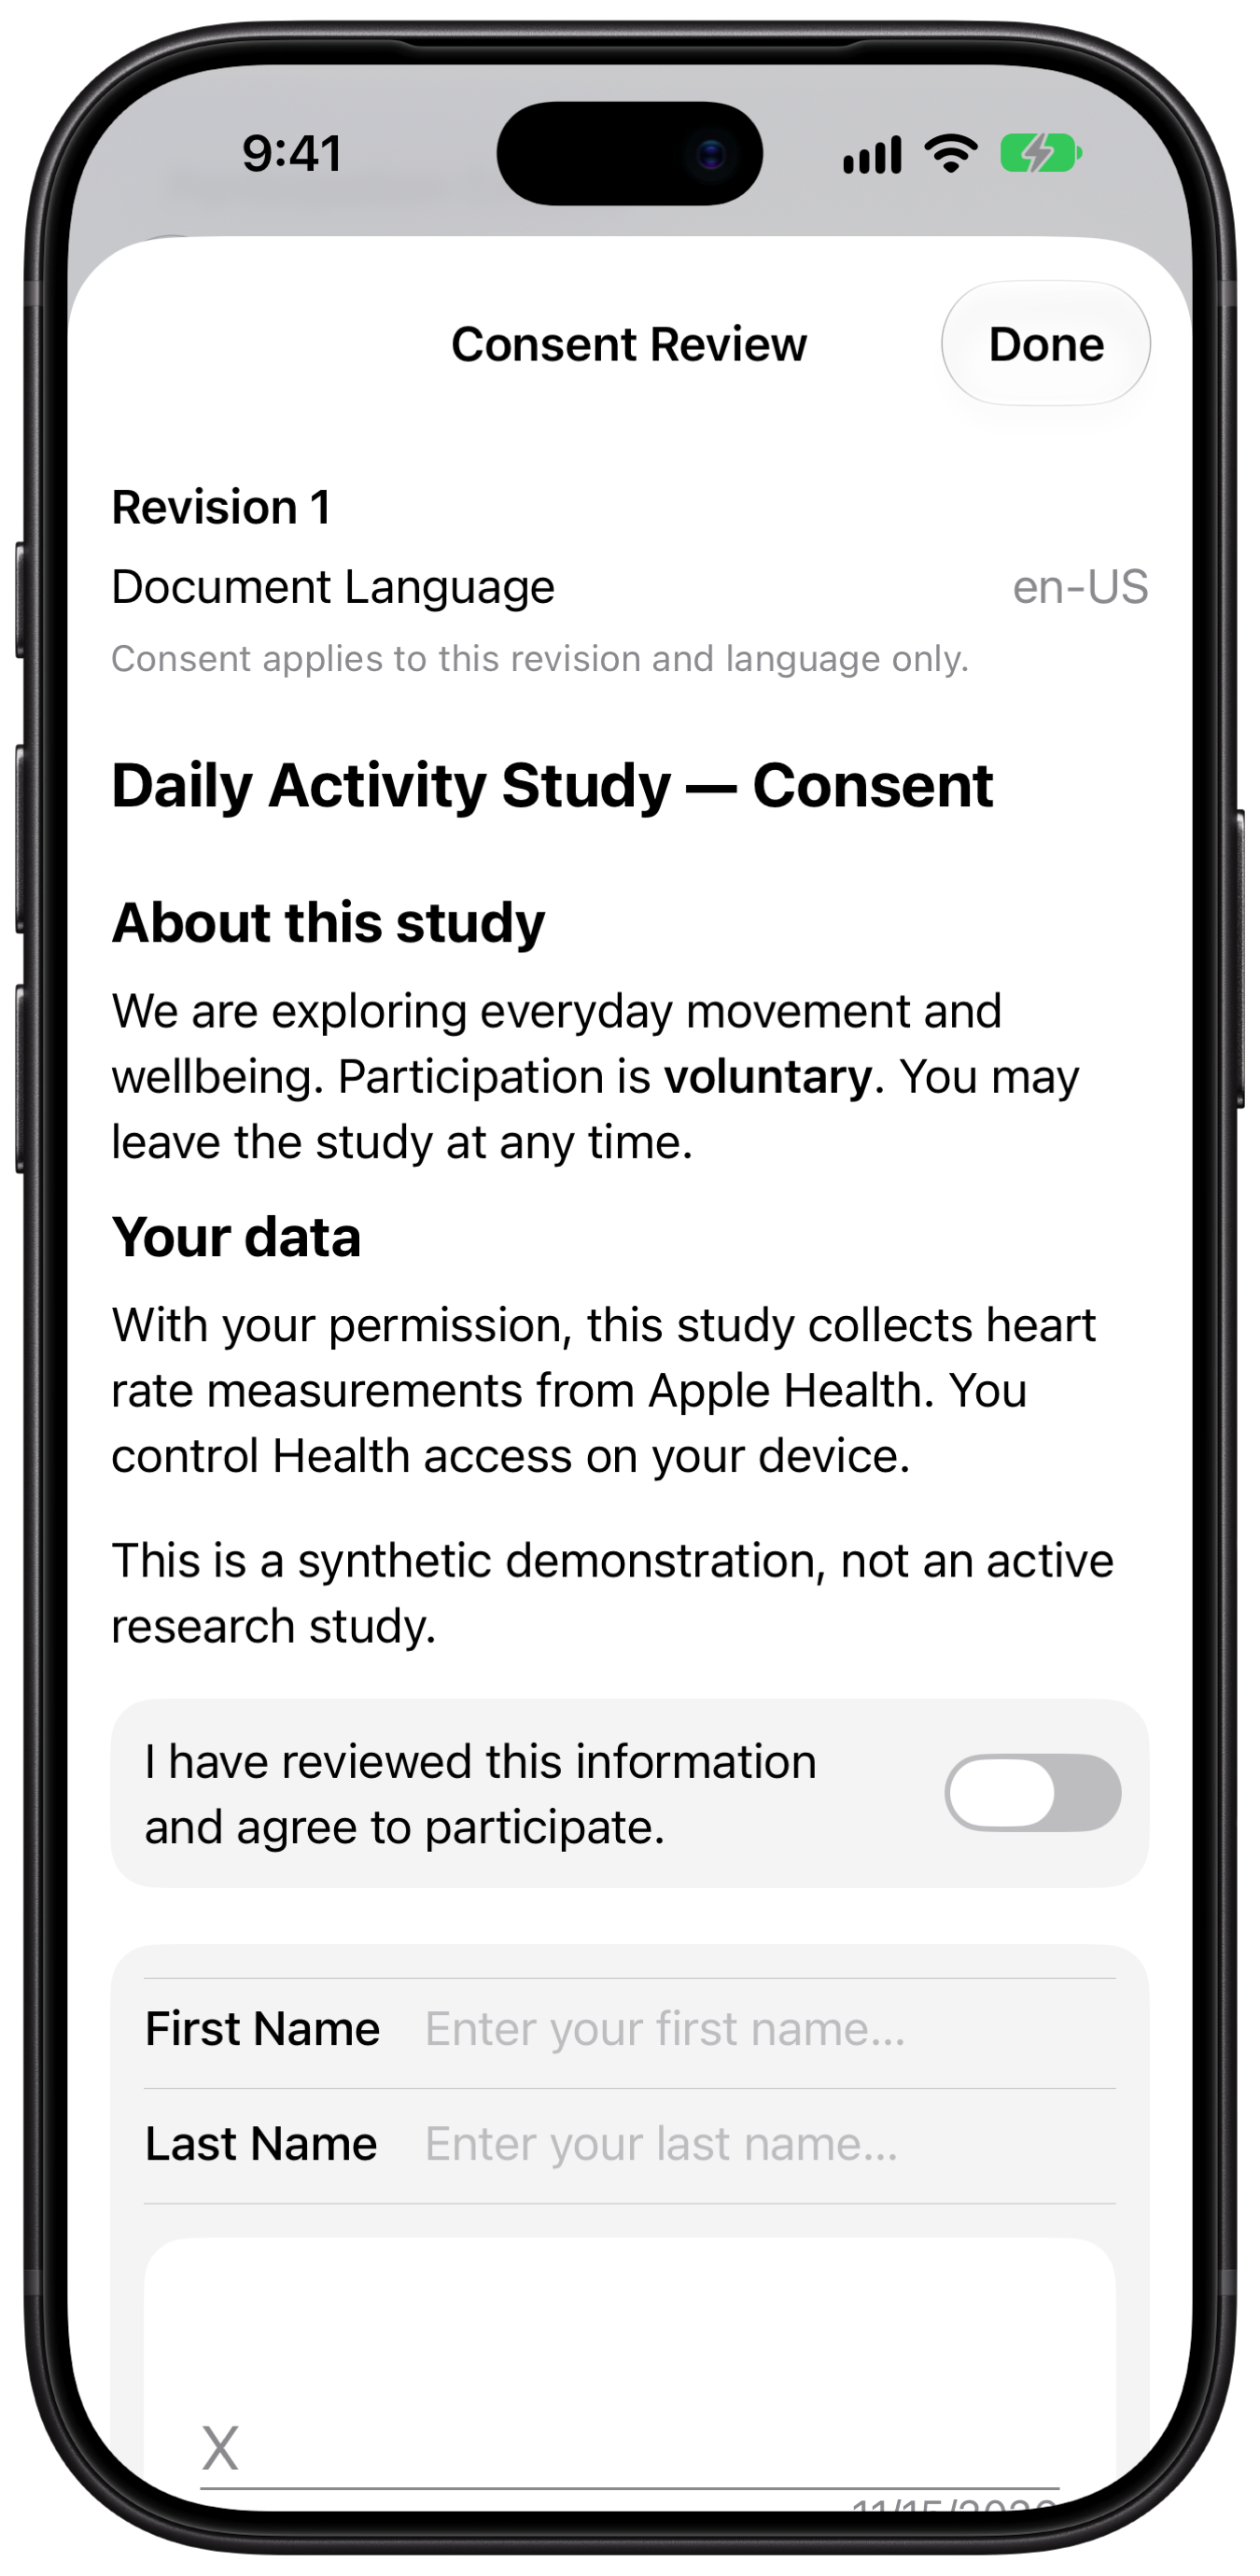 9:41
Consent Review
Done
Revision 1
Document Language
en-US
Consent applies to this revision and language only.
Daily Activity Study — Consent
About this study
We are exploring everyday movement and
wellbeing. Participation is voluntary. You may
leave the study at any time.
Your data
With your permission, this study collects heart
rate measurements from Apple Health. You
control Health access on your device.
This is a synthetic demonstration, not an active
research study.
I have reviewed this information
and agree to participate.
First Name
Enter your first name...
Last Name
Enter your last name...
X